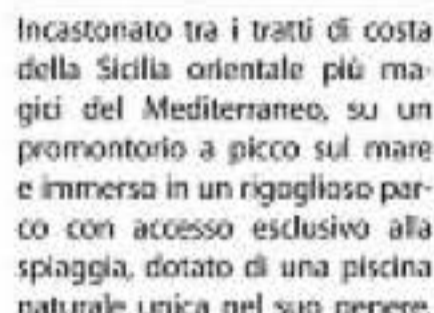 Incastonato tra i tratti di costa
della Sicilia orientale più ma-
gici del Mediterraneo, su un
promontorio a picco sul mare
e immerso in un rigoglioso par-
co con accesso esclusivo alla
spiaggia, dotato di una piscina
naturale unica nel suo genere,